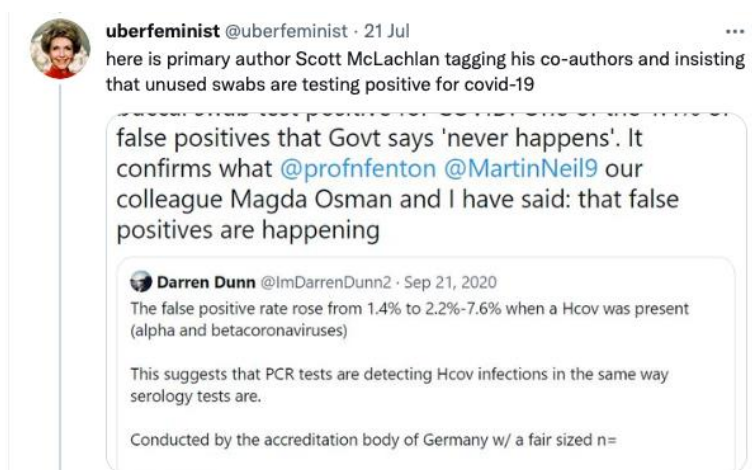 uberfeminist @uberfeminist · 21 Jul
here is primary author Scott McLachlan tagging his co-authors and insisting
that unused swabs are testing positive for covid-19
false positives that Govt says 'never happens'. It
confirms what @profnfenton @MartinNeil9 our
colleague Magda Osman and I have said: that false
positives are happening
Darren Dunn @ImDarrenDunn2 · Sep 21, 2020
The false positive rate rose from 1.4% to 2.2%-7.6% when a Hcov was present
(alpha and betacoronaviruses)
This suggests that PCR tests are detecting Hcov infections in the same way
serology tests are.
Conducted by the accreditation body of Germany w/ a fair sized n=